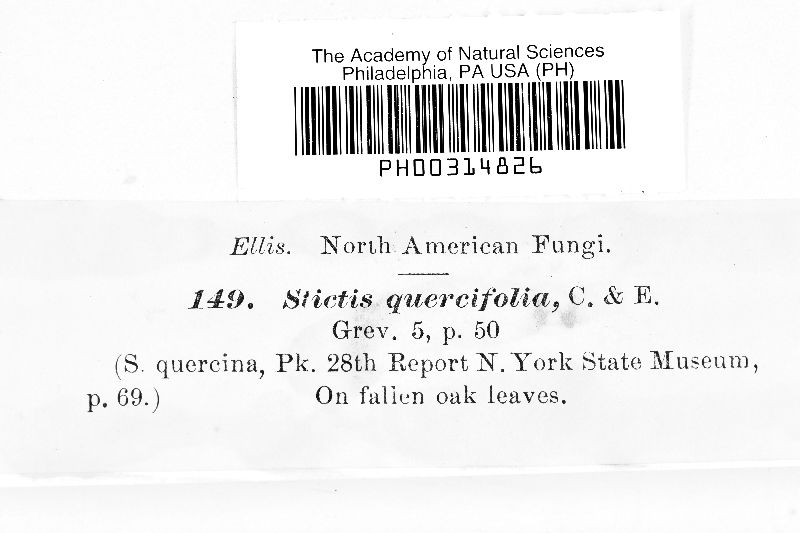 The Academy of Natural Sciences
Philadelphia, PA USA (PH)
PH00314826
Ellis. North American Fungi.
149. Stictis quercifolia, C. & E.
Grev. 5, p. 50
(S. quercina, Pk. 28th Report N. York State Museum,
p. 69.) On fallen oak leaves.